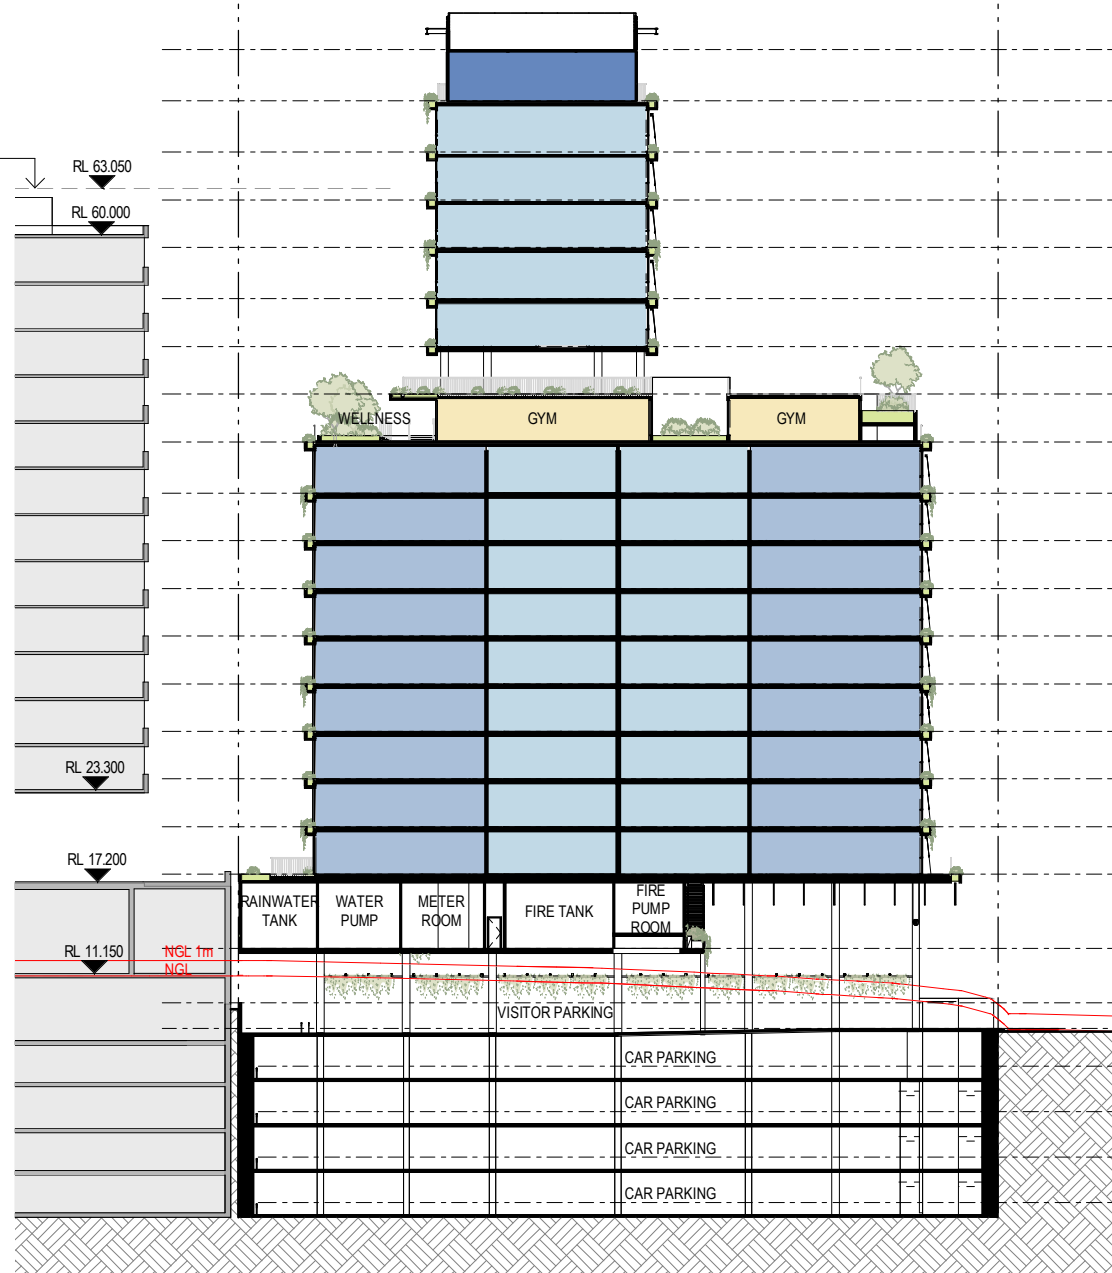 RL 63.050
RL 60.000
WELLNESS
GYM
GYM
RL 23.300
RL 17.200
RAINWATER
TANK
WATER
PUMP
METER
ROOM
FIRE TANK
FIRE
PUMP
ROOM
RL 11.150
NGL 1m
NGL
VISITOR PARKING
CAR PARKING
CAR PARKING
CAR PARKING
CAR PARKING